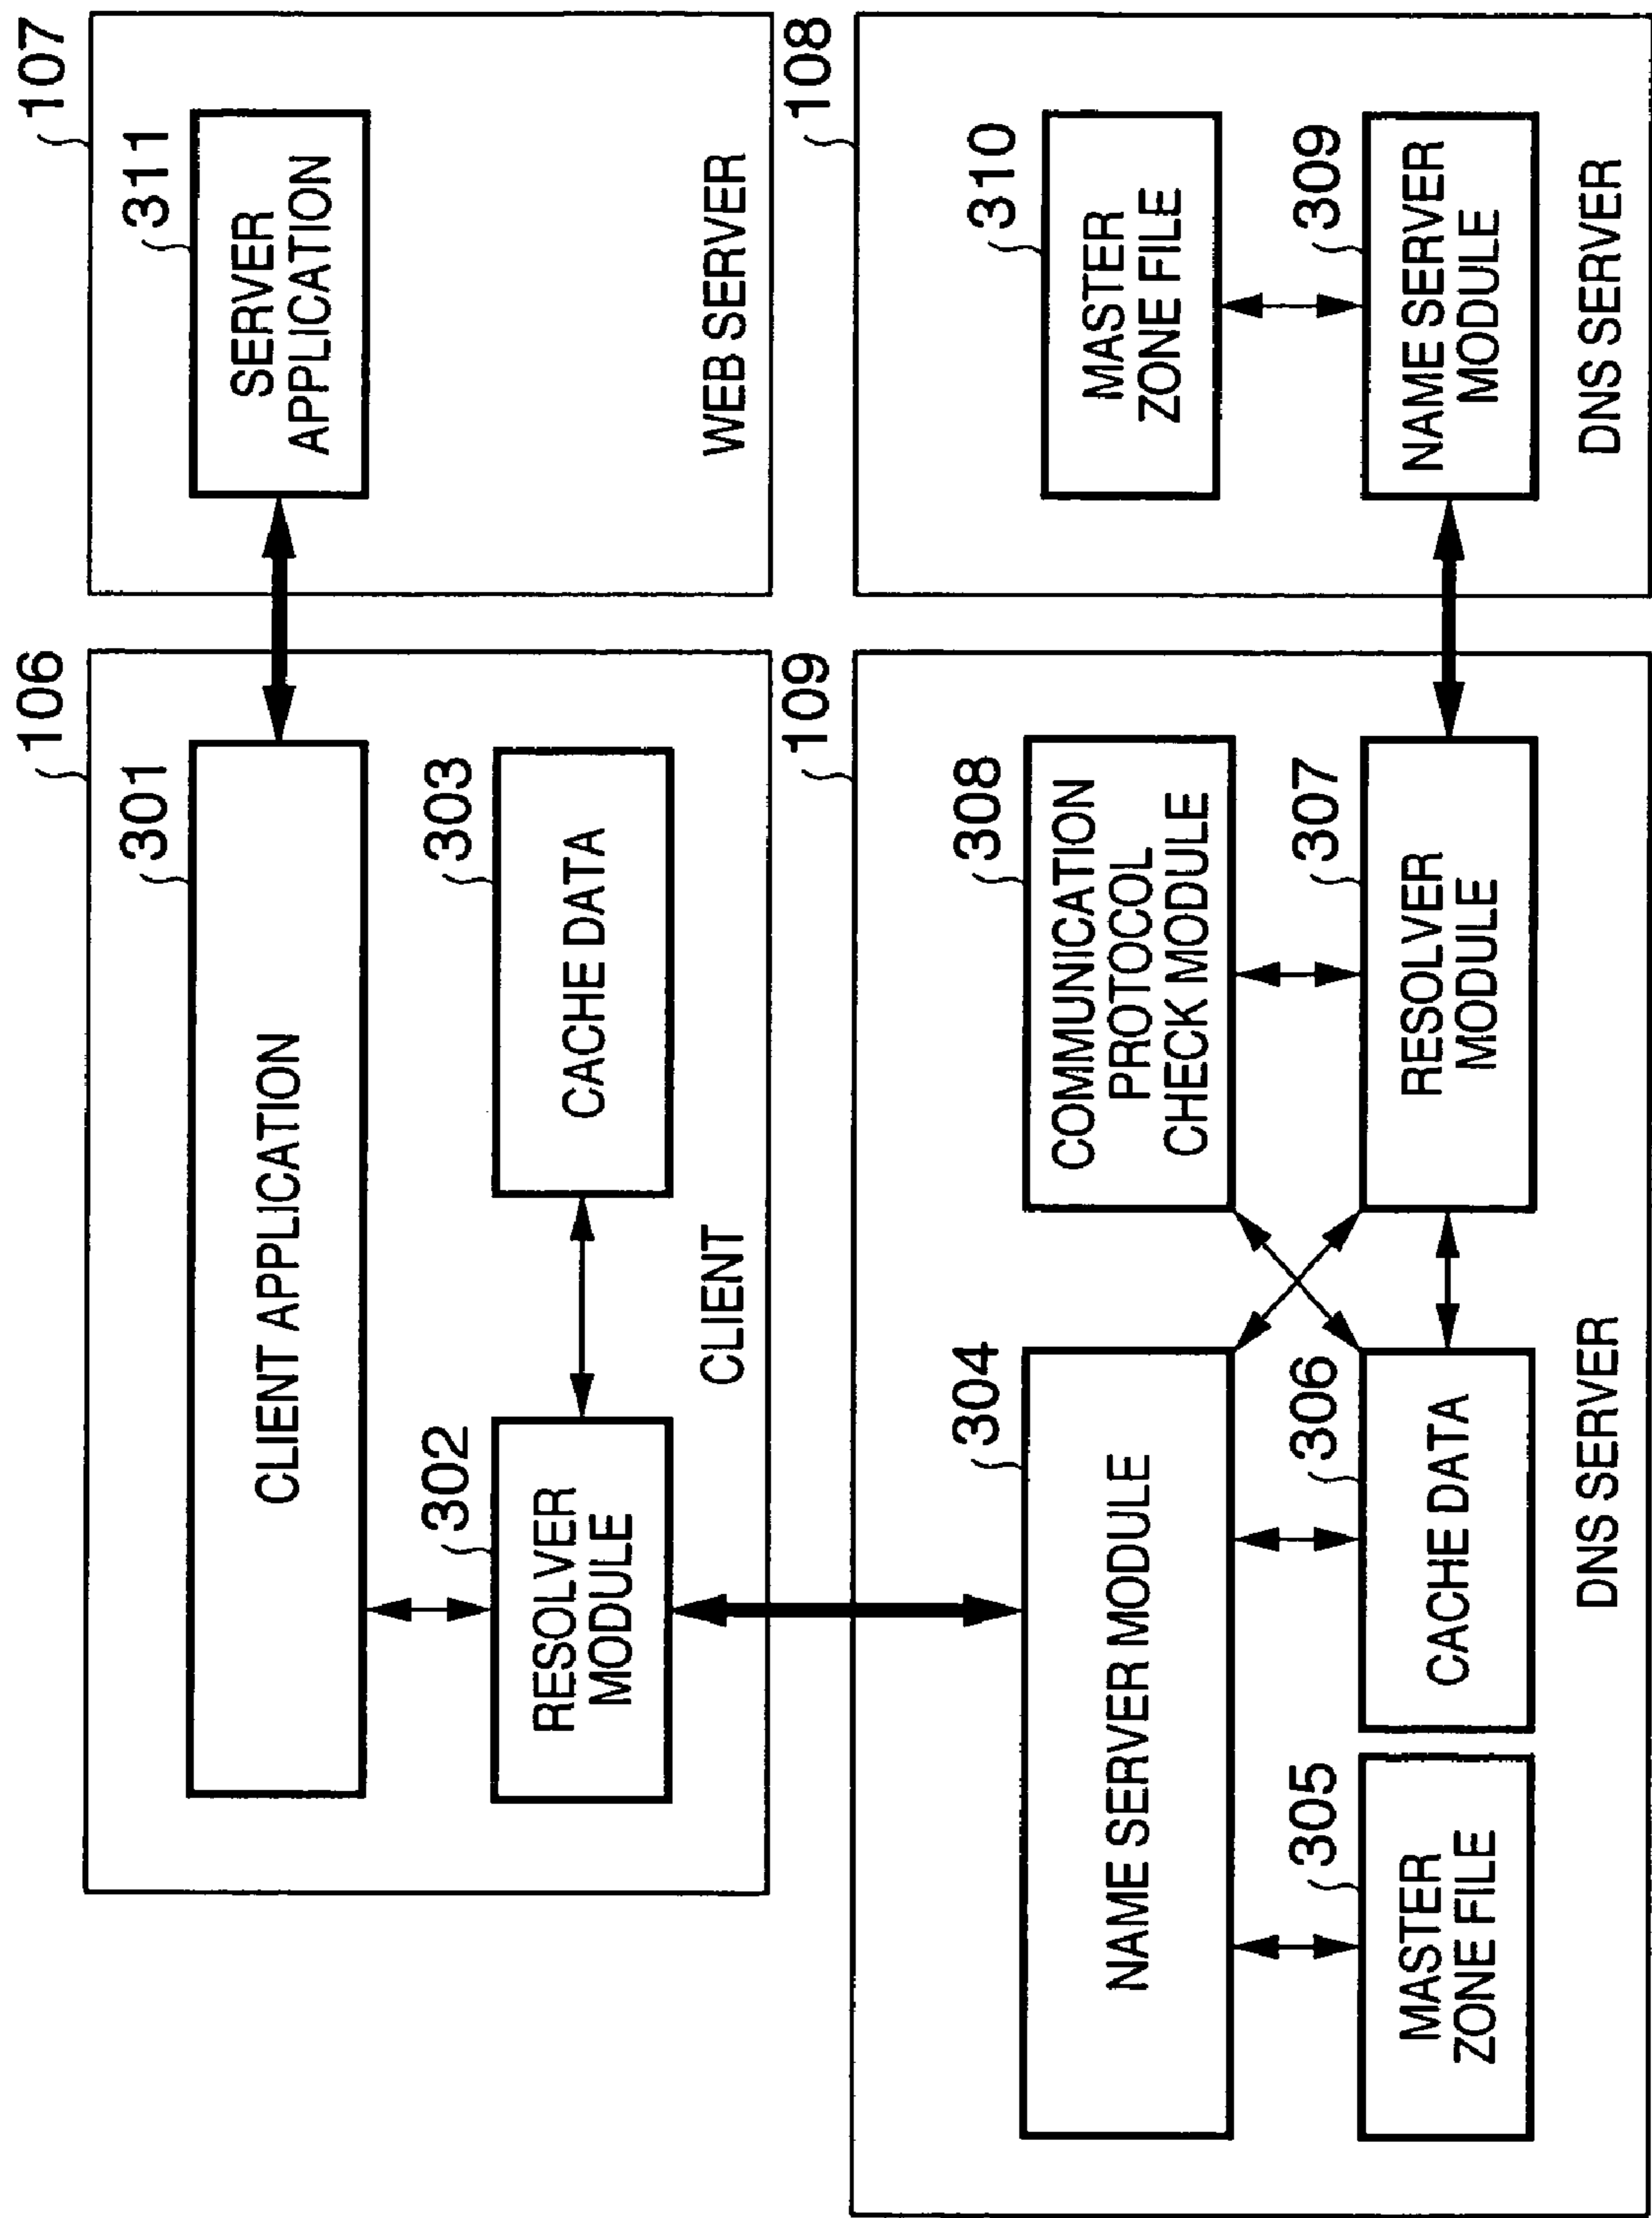 106
301
CLIENT APPLICATION
302
RESOLVER
MODULE
303
CACHE DATA
CLIENT
107
311
SERVER
APPLICATION
WEB SERVER
109
304
NAME SERVER MODULE
308
COMMUNICATION
PROTOCOL
CHECK MODULE
305
MASTER
ZONE FILE
306
CACHE DATA
307
RESOLVER
MODULE
DNS SERVER
108
310
MASTER
ZONE FILE
309
NAME SERVER
MODULE
DNS SERVER